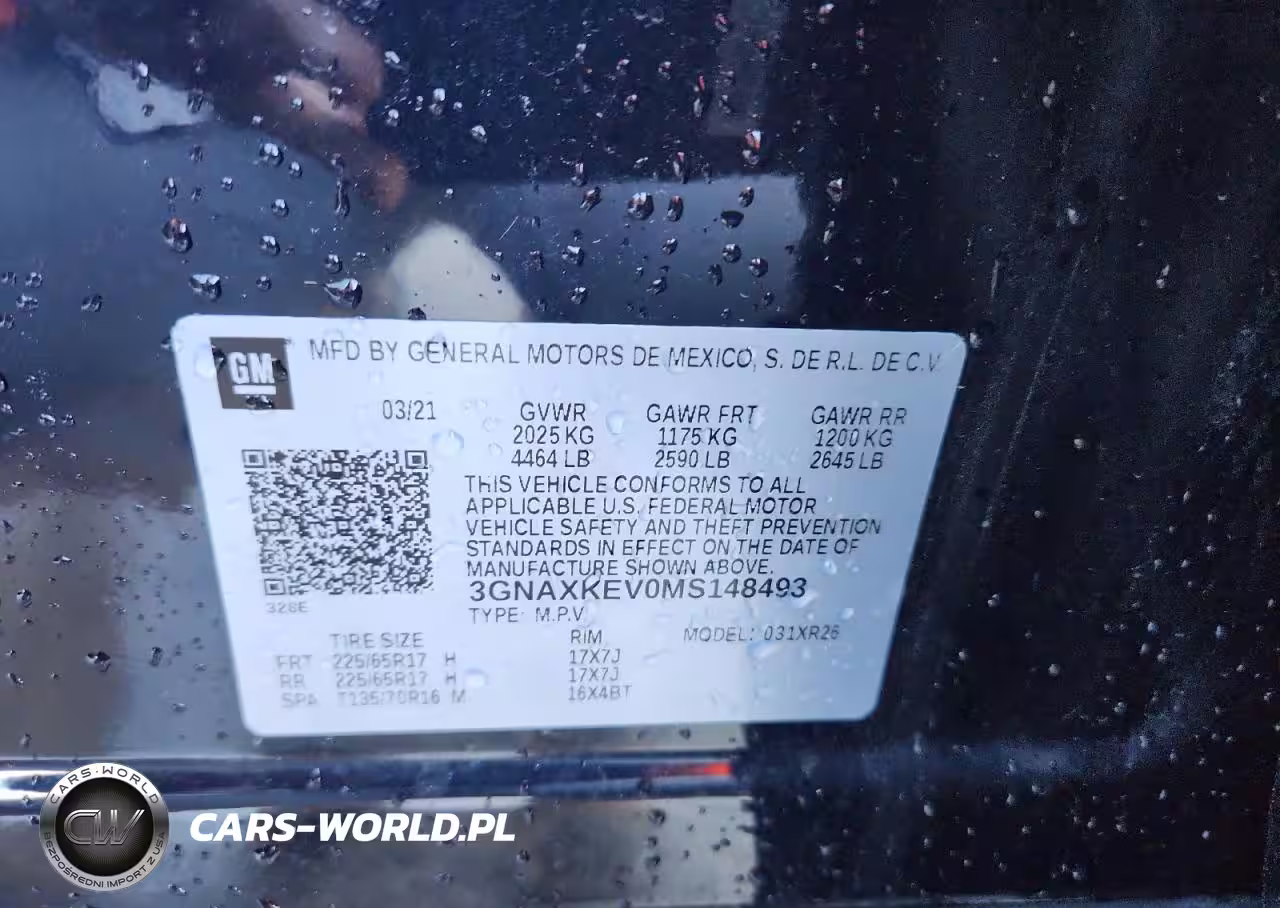 GM
MFD BY GENERAL MOTORS DE MEXICO, S. DE R.L. DE C.V.
03/21 GVWR GAWR FRT GAWR RR
2025 KG 1175 KG 1200 KG
4464 LB 2590 LB 2645 LB
THIS VEHICLE CONFORMS TO ALL
APPLICABLE U.S. FEDERAL MOTOR
VEHICLE SAFETY AND THEFT PREVENTION
STANDARDS IN EFFECT ON THE DATE OF
MANUFACTURE SHOWN ABOVE.
3GNAXKEV0MS148493
328E
TYPE: M.P.V
TIRE SIZE RIM MODEL: 031XR26
FRT 225/65R17 H 17X7J
RR 225/65R17 H 17X7J
SPA T135/70R16 M 16X4BT
CARS-WORLD
CW
BEZPOŚREDNI IMPORT Z USA
CARS-WORLD.PL